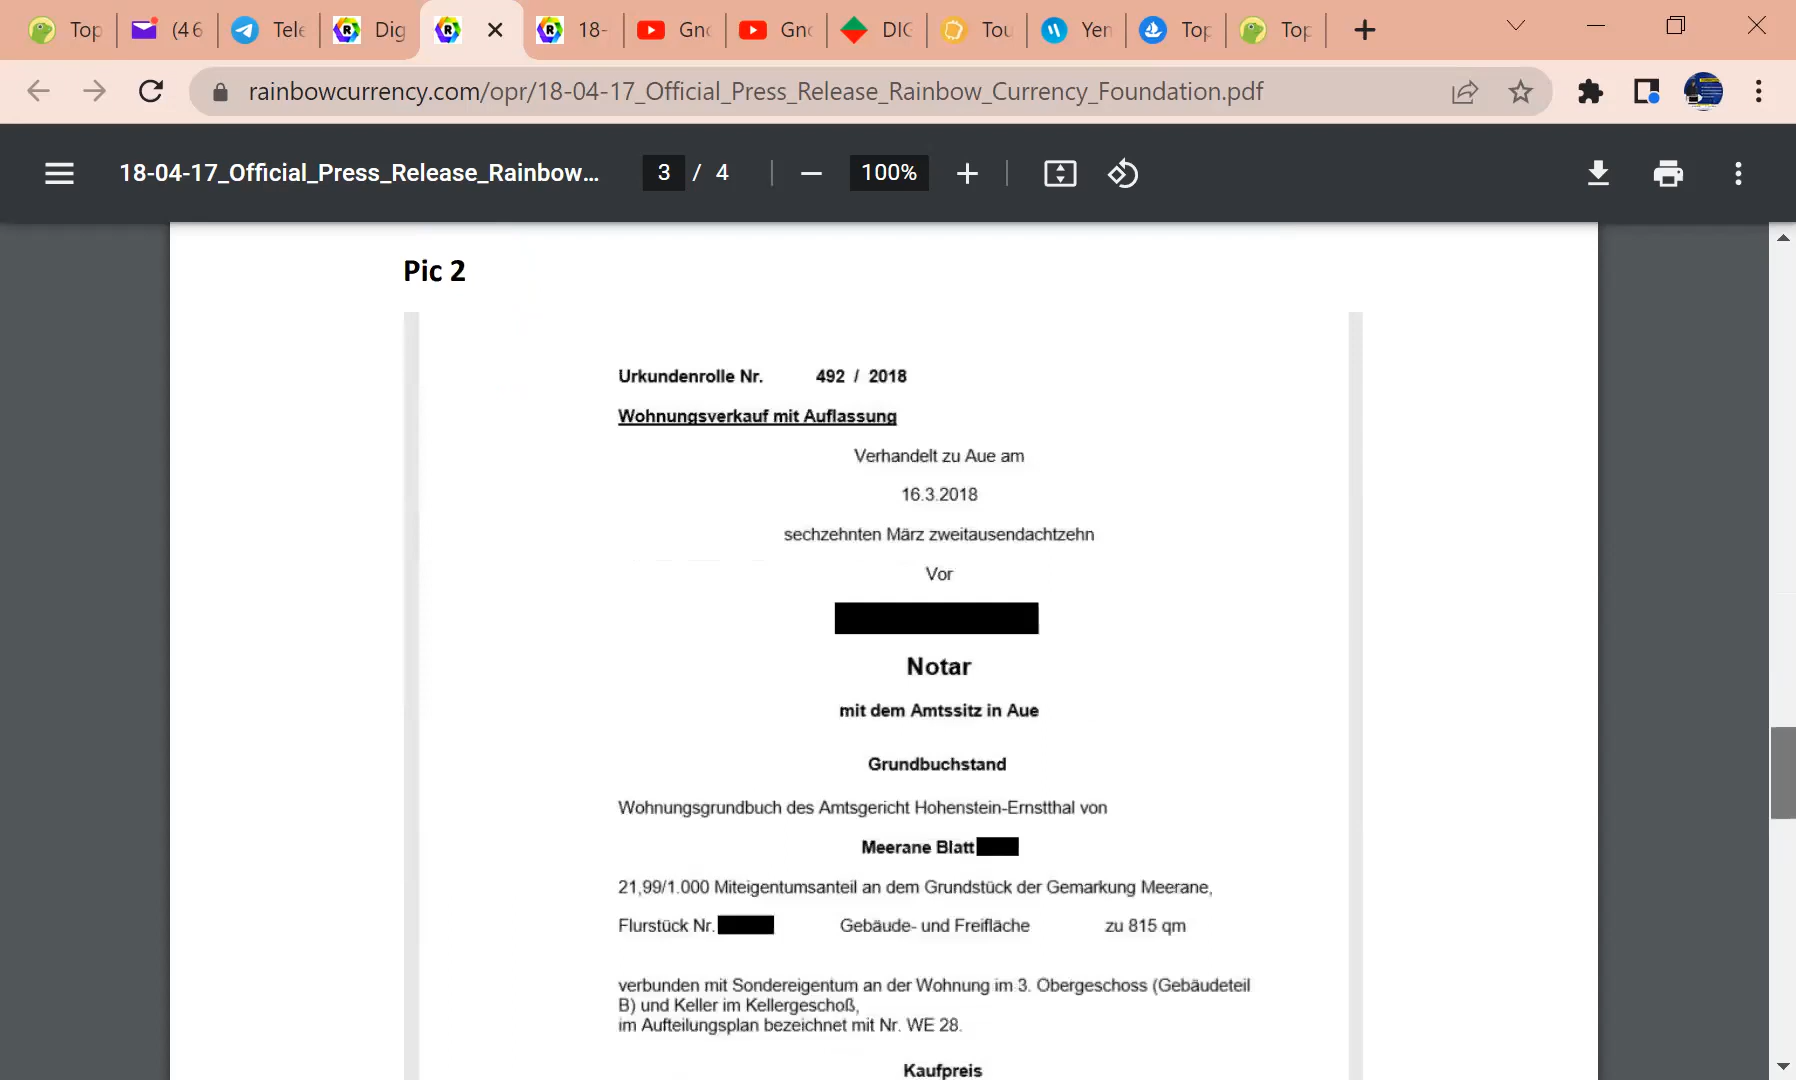 Top
(46
Tele
Dig
18-
Gno
Gno
DIG
Tou
Yen
Top
Top
rainbowcurrency.com/opr/18-04-17_Official_Press_Release_Rainbow_Currency_Foundation.pdf
18-04-17_Official_Press_Release_Rainbow...
3 / 4
100%
Pic 2
Urkundenrolle Nr. 492 / 2018
Wohnungsverkauf mit Auflassung
Verhandelt zu Aue am
16.3.2018
sechzehnten März zweitausendachtzehn
Vor
Notar
mit dem Amtssitz in Aue
Grundbuchstand
Wohnungsgrundbuch des Amtsgericht Hohenstein-Ernstthal von
Meerane Blatt
21,99/1.000 Miteigentumsanteil an dem Grundstück der Gemarkung Meerane,
Flurstück Nr. Gebäude- und Freifläche zu 815 qm
verbunden mit Sondereigentum an der Wohnung im 3. Obergeschoss (Gebäudeteil
B) und Keller im Kellergeschoß,
im Aufteilungsplan bezeichnet mit Nr. WE 28.
Kaufpreis